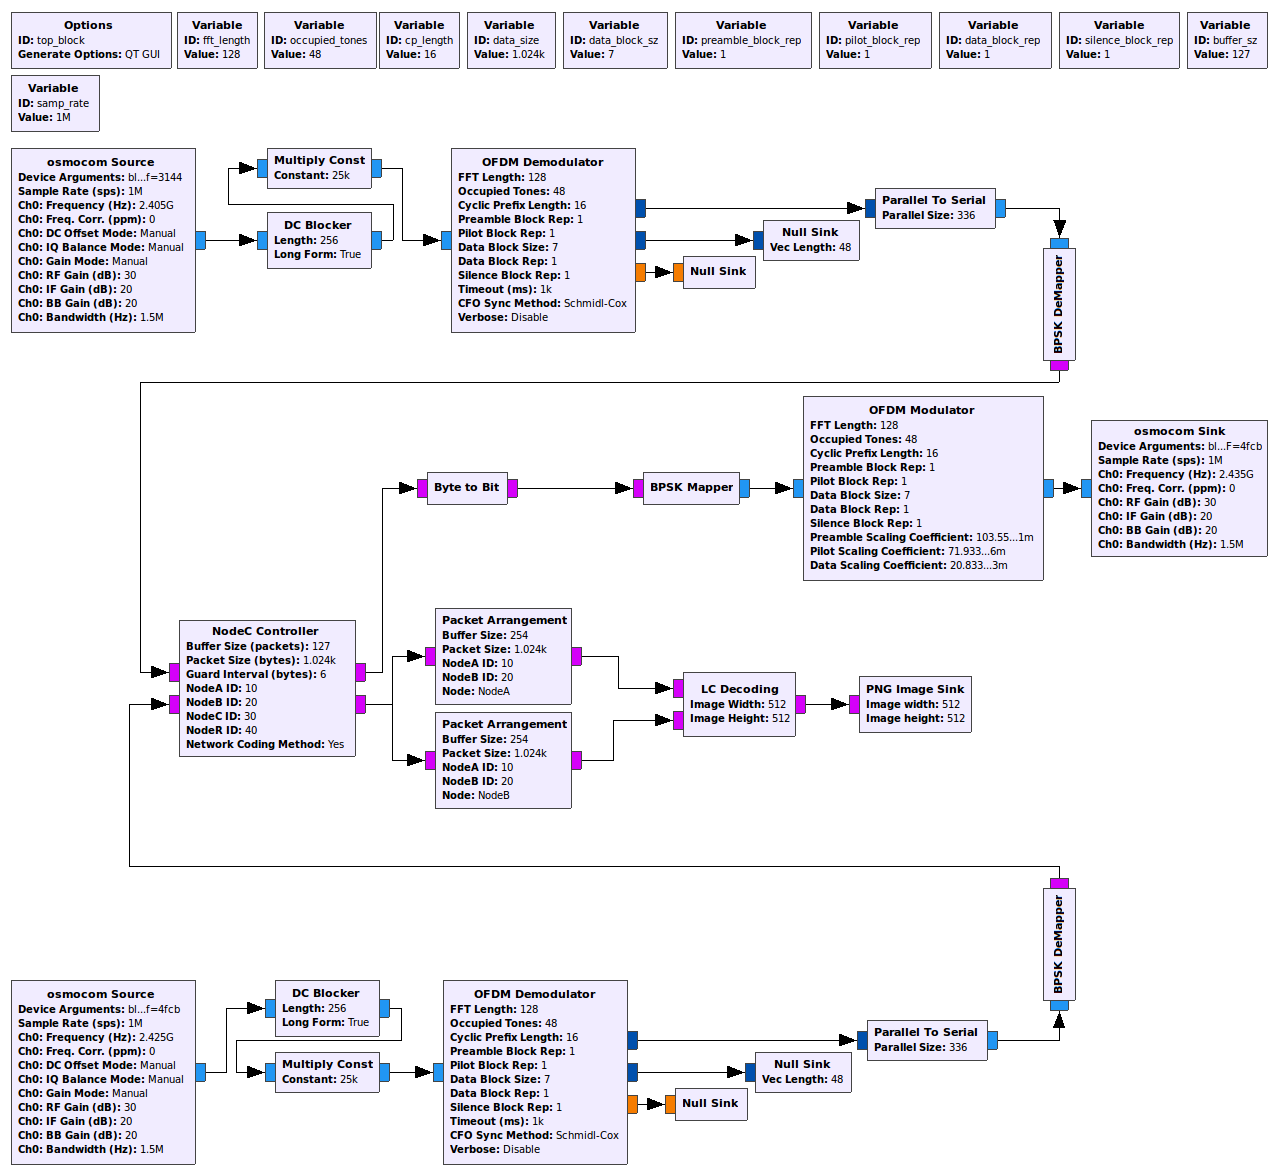 Options
ID: top_block
Generate Options: QT GUI
Variable
ID: fft_length
Value: 128
Variable
ID: occupied_tones
Value: 48
Variable
ID: cp_length
Value: 16
Variable
ID: data_size
Value: 1.024k
Variable
ID: data_block_sz
Value: 7
Variable
ID: preamble_block_rep
Value: 1
Variable
ID: pilot_block_rep
Value: 1
Variable
ID: data_block_rep
Value: 1
Variable
ID: silence_block_rep
Value: 1
Variable
ID: buffer_sz
Value: 127
Variable
ID: samp_rate
Value: 1M
osmocom Source
Device Arguments: bl...f=3144
Sample Rate (sps): 1M
Ch0: Frequency (Hz): 2.405G
Ch0: Freq. Corr. (ppm): 0
Ch0: DC Offset Mode: Manual
Ch0: IQ Balance Mode: Manual
Ch0: Gain Mode: Manual
Ch0: RF Gain (dB): 30
Ch0: IF Gain (dB): 20
Ch0: BB Gain (dB): 20
Ch0: Bandwidth (Hz): 1.5M
Multiply Const
Constant: 25k
DC Blocker
Length: 256
Long Form: True
OFDM Demodulator
FFT Length: 128
Occupied Tones: 48
Cyclic Prefix Length: 16
Preamble Block Rep: 1
Pilot Block Rep: 1
Data Block Size: 7
Data Block Rep: 1
Silence Block Rep: 1
Timeout (ms): 1k
CFO Sync Method: Schmidl-Cox
Verbose: Disable
Null Sink
Null Sink
Vec Length: 48
Parallel To Serial
Parallel Size: 336
BPSK DeMapper
Byte to Bit
BPSK Mapper
OFDM Modulator
FFT Length: 128
Occupied Tones: 48
Cyclic Prefix Length: 16
Preamble Block Rep: 1
Pilot Block Rep: 1
Data Block Size: 7
Data Block Rep: 1
Silence Block Rep: 1
Preamble Scaling Coefficient: 103.55...1m
Pilot Scaling Coefficient: 71.933...6m
Data Scaling Coefficient: 20.833...3m
osmocom Sink
Device Arguments: bl...F=4fcb
Sample Rate (sps): 1M
Ch0: Frequency (Hz): 2.435G
Ch0: Freq. Corr. (ppm): 0
Ch0: RF Gain (dB): 30
Ch0: IF Gain (dB): 20
Ch0: BB Gain (dB): 20
Ch0: Bandwidth (Hz): 1.5M
NodeC Controller
Buffer Size (packets): 127
Packet Size (bytes): 1.024k
Guard Interval (bytes): 6
NodeA ID: 10
NodeB ID: 20
NodeC ID: 30
NodeR ID: 40
Network Coding Method: Yes
Packet Arrangement
Buffer Size: 254
Packet Size: 1.024k
NodeA ID: 10
NodeB ID: 20
Node: NodeA
Packet Arrangement
Buffer Size: 254
Packet Size: 1.024k
NodeA ID: 10
NodeB ID: 20
Node: NodeB
LC Decoding
Image Width: 512
Image Height: 512
PNG Image Sink
Image width: 512
Image height: 512
osmocom Source
Device Arguments: bl...f=4fcb
Sample Rate (sps): 1M
Ch0: Frequency (Hz): 2.425G
Ch0: Freq. Corr. (ppm): 0
Ch0: DC Offset Mode: Manual
Ch0: IQ Balance Mode: Manual
Ch0: Gain Mode: Manual
Ch0: RF Gain (dB): 30
Ch0: IF Gain (dB): 20
Ch0: BB Gain (dB): 20
Ch0: Bandwidth (Hz): 1.5M
DC Blocker
Length: 256
Long Form: True
Multiply Const
Constant: 25k
OFDM Demodulator
FFT Length: 128
Occupied Tones: 48
Cyclic Prefix Length: 16
Preamble Block Rep: 1
Pilot Block Rep: 1
Data Block Size: 7
Data Block Rep: 1
Silence Block Rep: 1
Timeout (ms): 1k
CFO Sync Method: Schmidl-Cox
Verbose: Disable
Null Sink
Null Sink
Vec Length: 48
Parallel To Serial
Parallel Size: 336
BPSK DeMapper